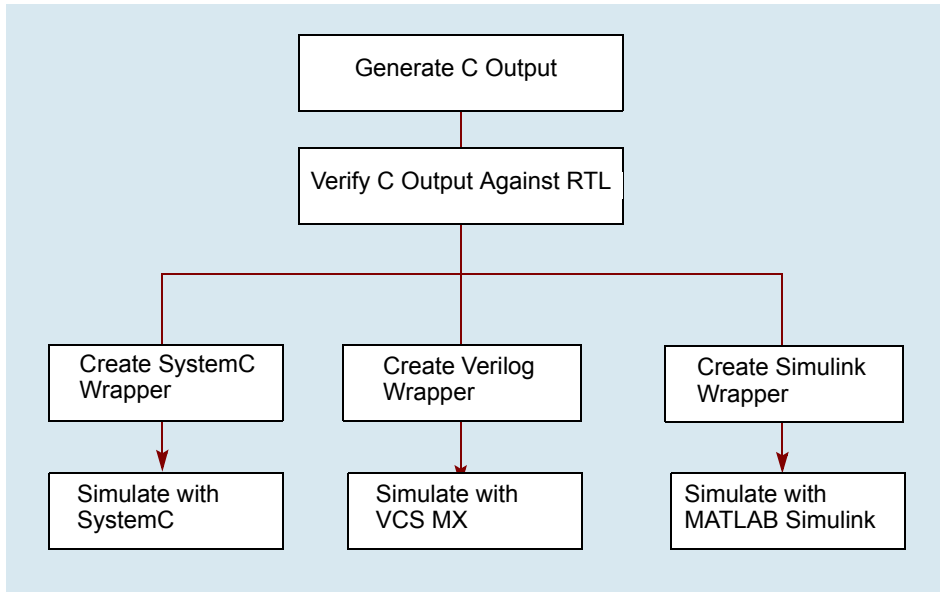 Generate C Output
Verify C Output Against RTL
Create SystemC
Wrapper
Create Verilog
Wrapper
Create Simulink
Wrapper
Simulate with
SystemC
Simulate with
VCS MX
Simulate with
MATLAB Simulink